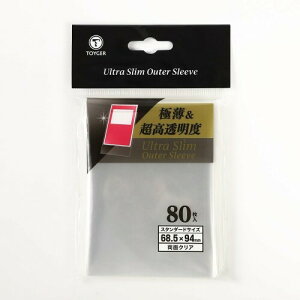 TOYGER
Ultra Slim Outer Sleeve
極薄&
超高透明度
Ultra Slim
Outer Sleeve
80枚入
スタンダードサイズ
68.5×94mm
両面クリア